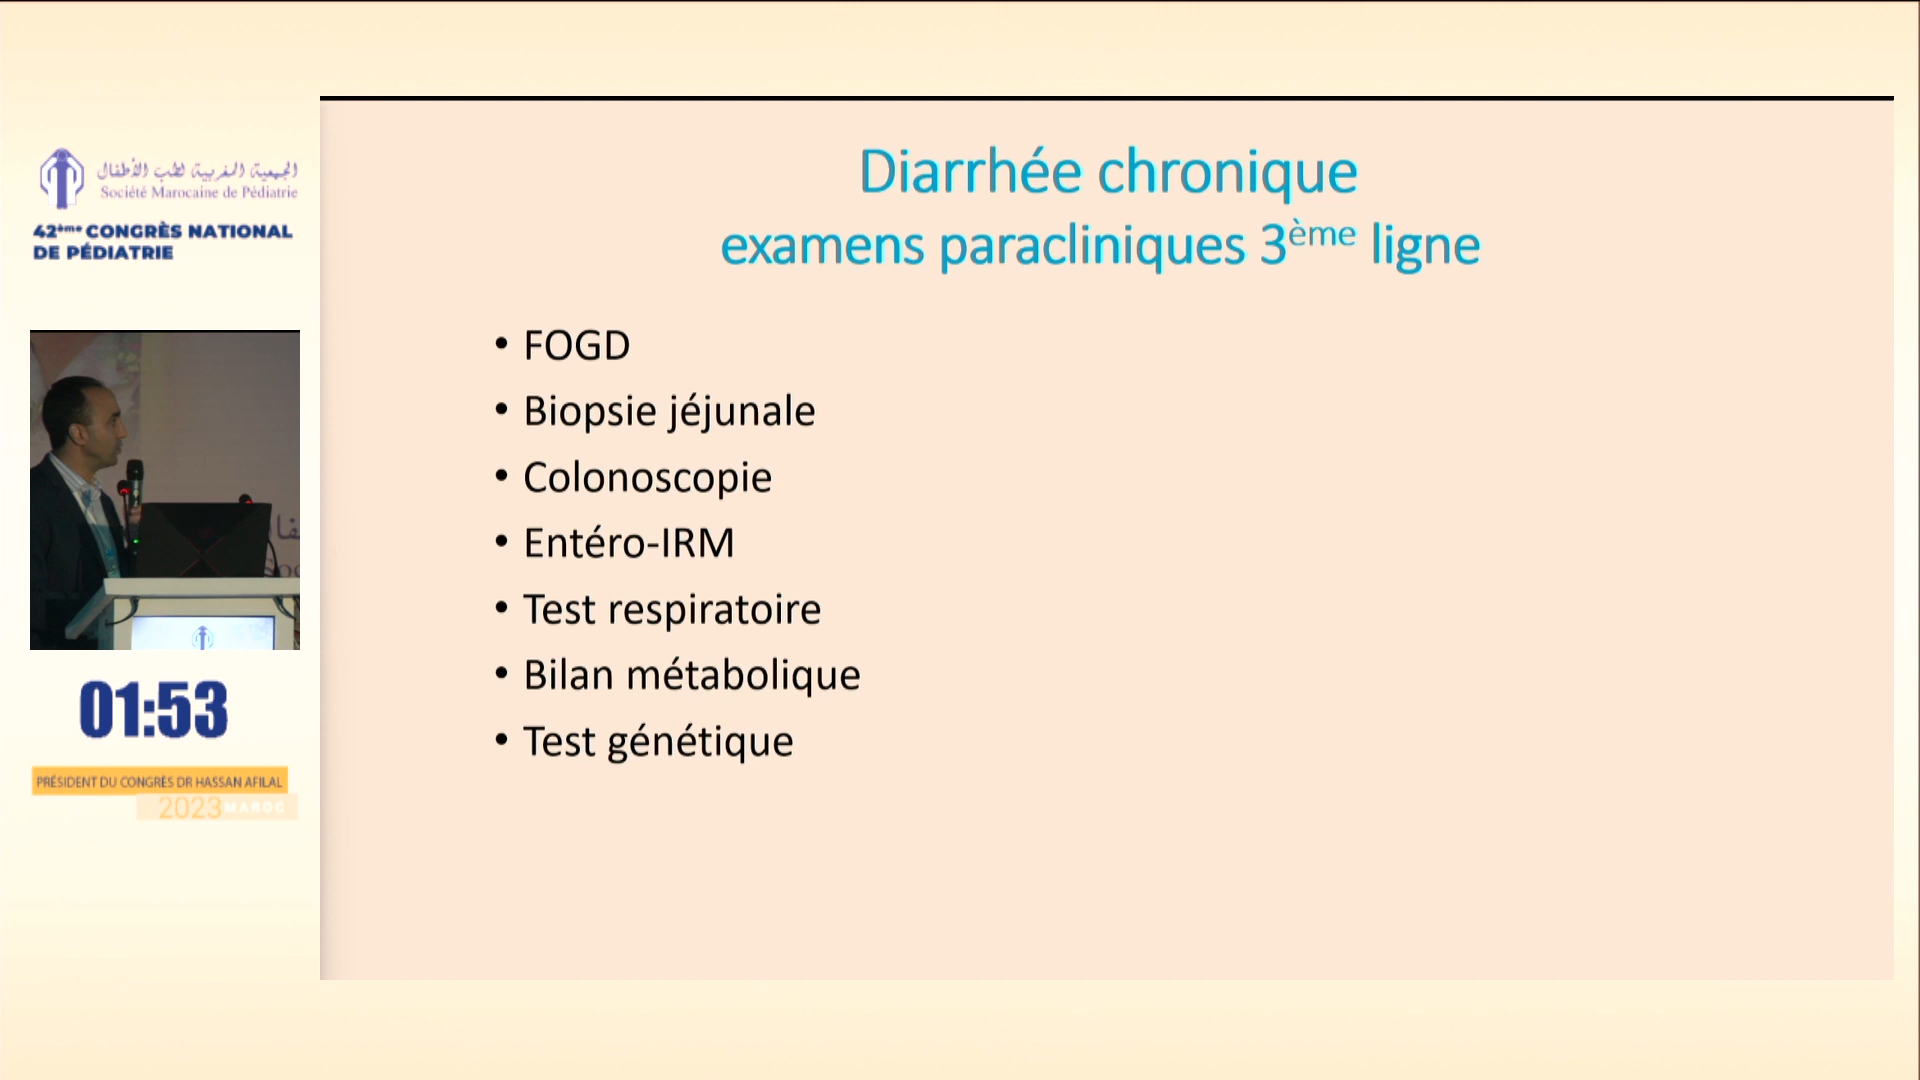 الجمعية المغربية لطب الأطفال
Société Marocaine de Pédiatrie
42ème CONGRÈS NATIONAL
DE PÉDIATRIE
01:53
PRÉSIDENT DU CONGRÈS DR HASSAN AFILAL
2023 MAROC
Diarrhée chronique
examens paracliniques 3ème ligne
• FOGD
• Biopsie jéjunale
• Colonoscopie
• Entéro-IRM
• Test respiratoire
• Bilan métabolique
• Test génétique